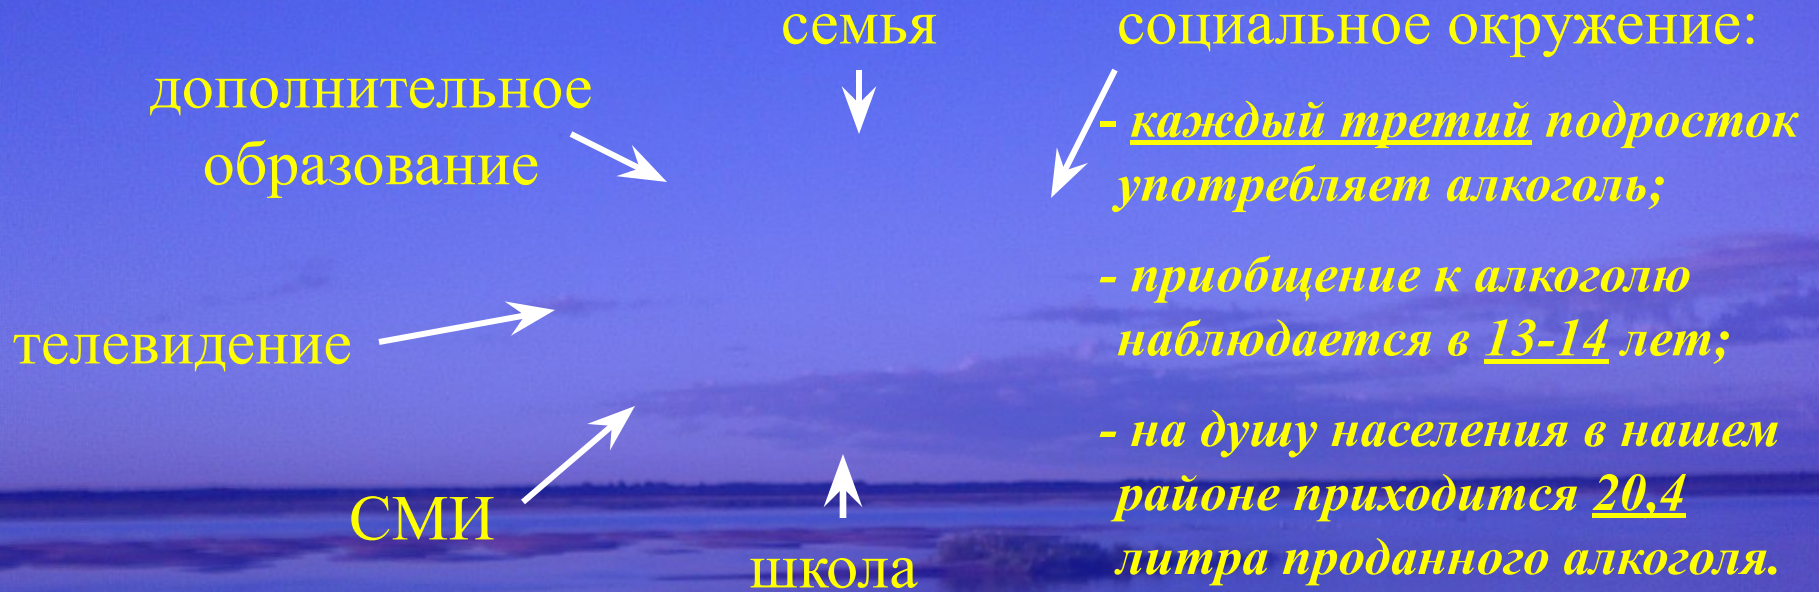 семья
социальное окружение:
дополнительное
образование
- каждый третий подросток
употребляет алкоголь;
- приобщение к алкоголю
наблюдается в 13-14 лет;
телевидение
- на душу населения в нашем
районе приходится 20,4
литра проданного алкоголя.
СМИ
школа